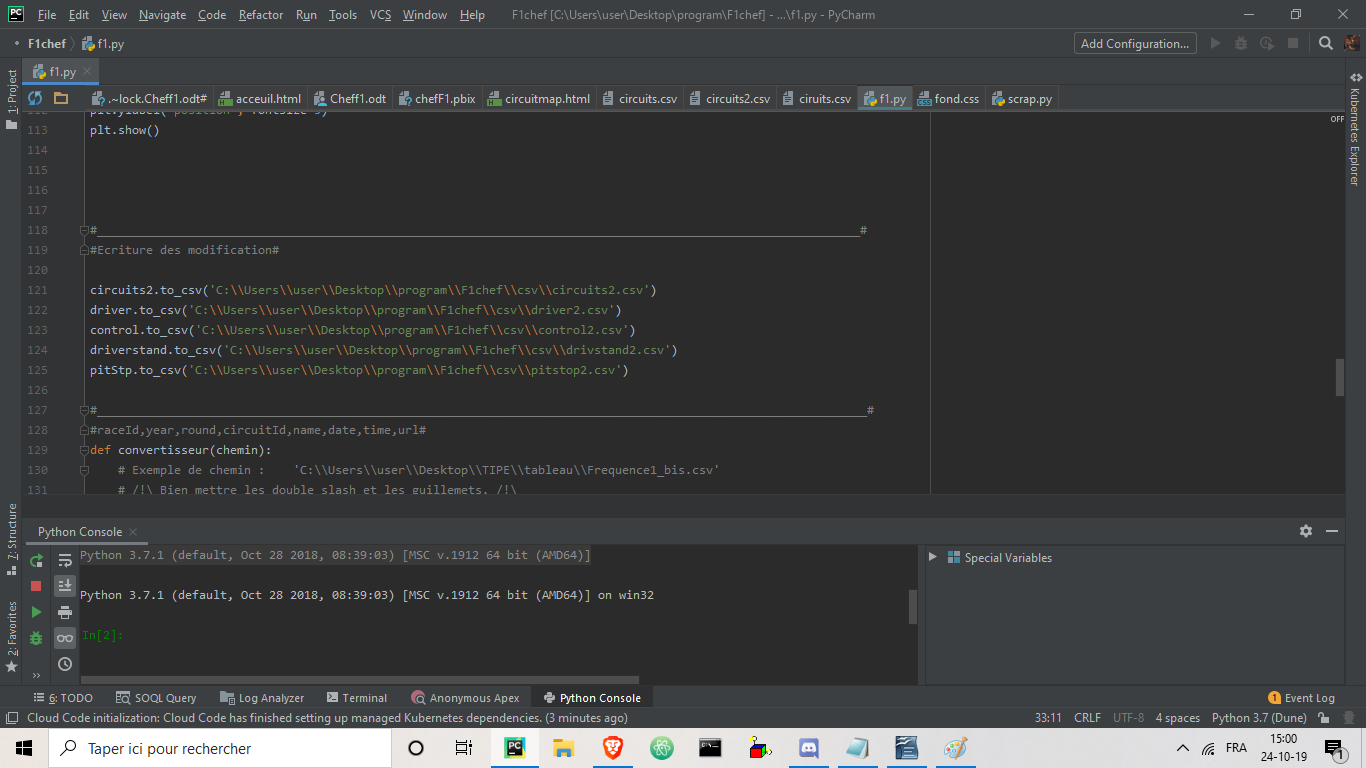 File Edit View Navigate Code Refactor Run Tools VCS Window Help F1chef [C:\Users\user\Desktop\program\F1chef] - ...\f1.py - PyCharm
F1chef f1.py Add Configuration...
f1.py
1: Project
.~lock.Cheff1.odt# acceuil.html Cheff1.odt chefF1.pbix circuitmap.html circuits.csv circuits2.csv ciruits.csv f1.py fond.css scrap.py
Kubernetes Explorer
OFF
113 plt.show()
114
115
116
117
118 #_____________________________________________________________________________________________________________#
119 #Ecriture des modification#
120
121 circuits2.to_csv('C:\\Users\\user\\Desktop\\program\\F1chef\\csv\\circuits2.csv')
122 driver.to_csv('C:\\Users\\user\\Desktop\\program\\F1chef\\csv\\driver2.csv')
123 control.to_csv('C:\\Users\\user\\Desktop\\program\\F1chef\\csv\\control2.csv')
124 driverstand.to_csv('C:\\Users\\user\\Desktop\\program\\F1chef\\csv\\drivstand2.csv')
125 pitStp.to_csv('C:\\Users\\user\\Desktop\\program\\F1chef\\csv\\pitstop2.csv')
126
127 #______________________________________________________________________________________________________________#
128 #raceId,year,round,circuitId,name,date,time,url#
129 def convertisseur(chemin):
130 # Exemple de chemin : 'C:\\Users\\user\\Desktop\\TIPE\\tableau\\Frequence1_bis.csv'
131 # /!\ Bien mettre les double slash et les guillemets. /!\
7: Structure
2: Favorites
Python Console
Python 3.7.1 (default, Oct 28 2018, 08:39:03) [MSC v.1912 64 bit (AMD64)]
Python 3.7.1 (default, Oct 28 2018, 08:39:03) [MSC v.1912 64 bit (AMD64)] on win32
In[2]:
Special Variables
6: TODO SOQL Query Log Analyzer Terminal Anonymous Apex Python Console 1 Event Log
Cloud Code initialization: Cloud Code has finished setting up managed Kubernetes dependencies. (3 minutes ago) 33:11 CRLF UTF-8 4 spaces Python 3.7 (Dune)
Taper ici pour rechercher FRA 15:00
24-10-19 1